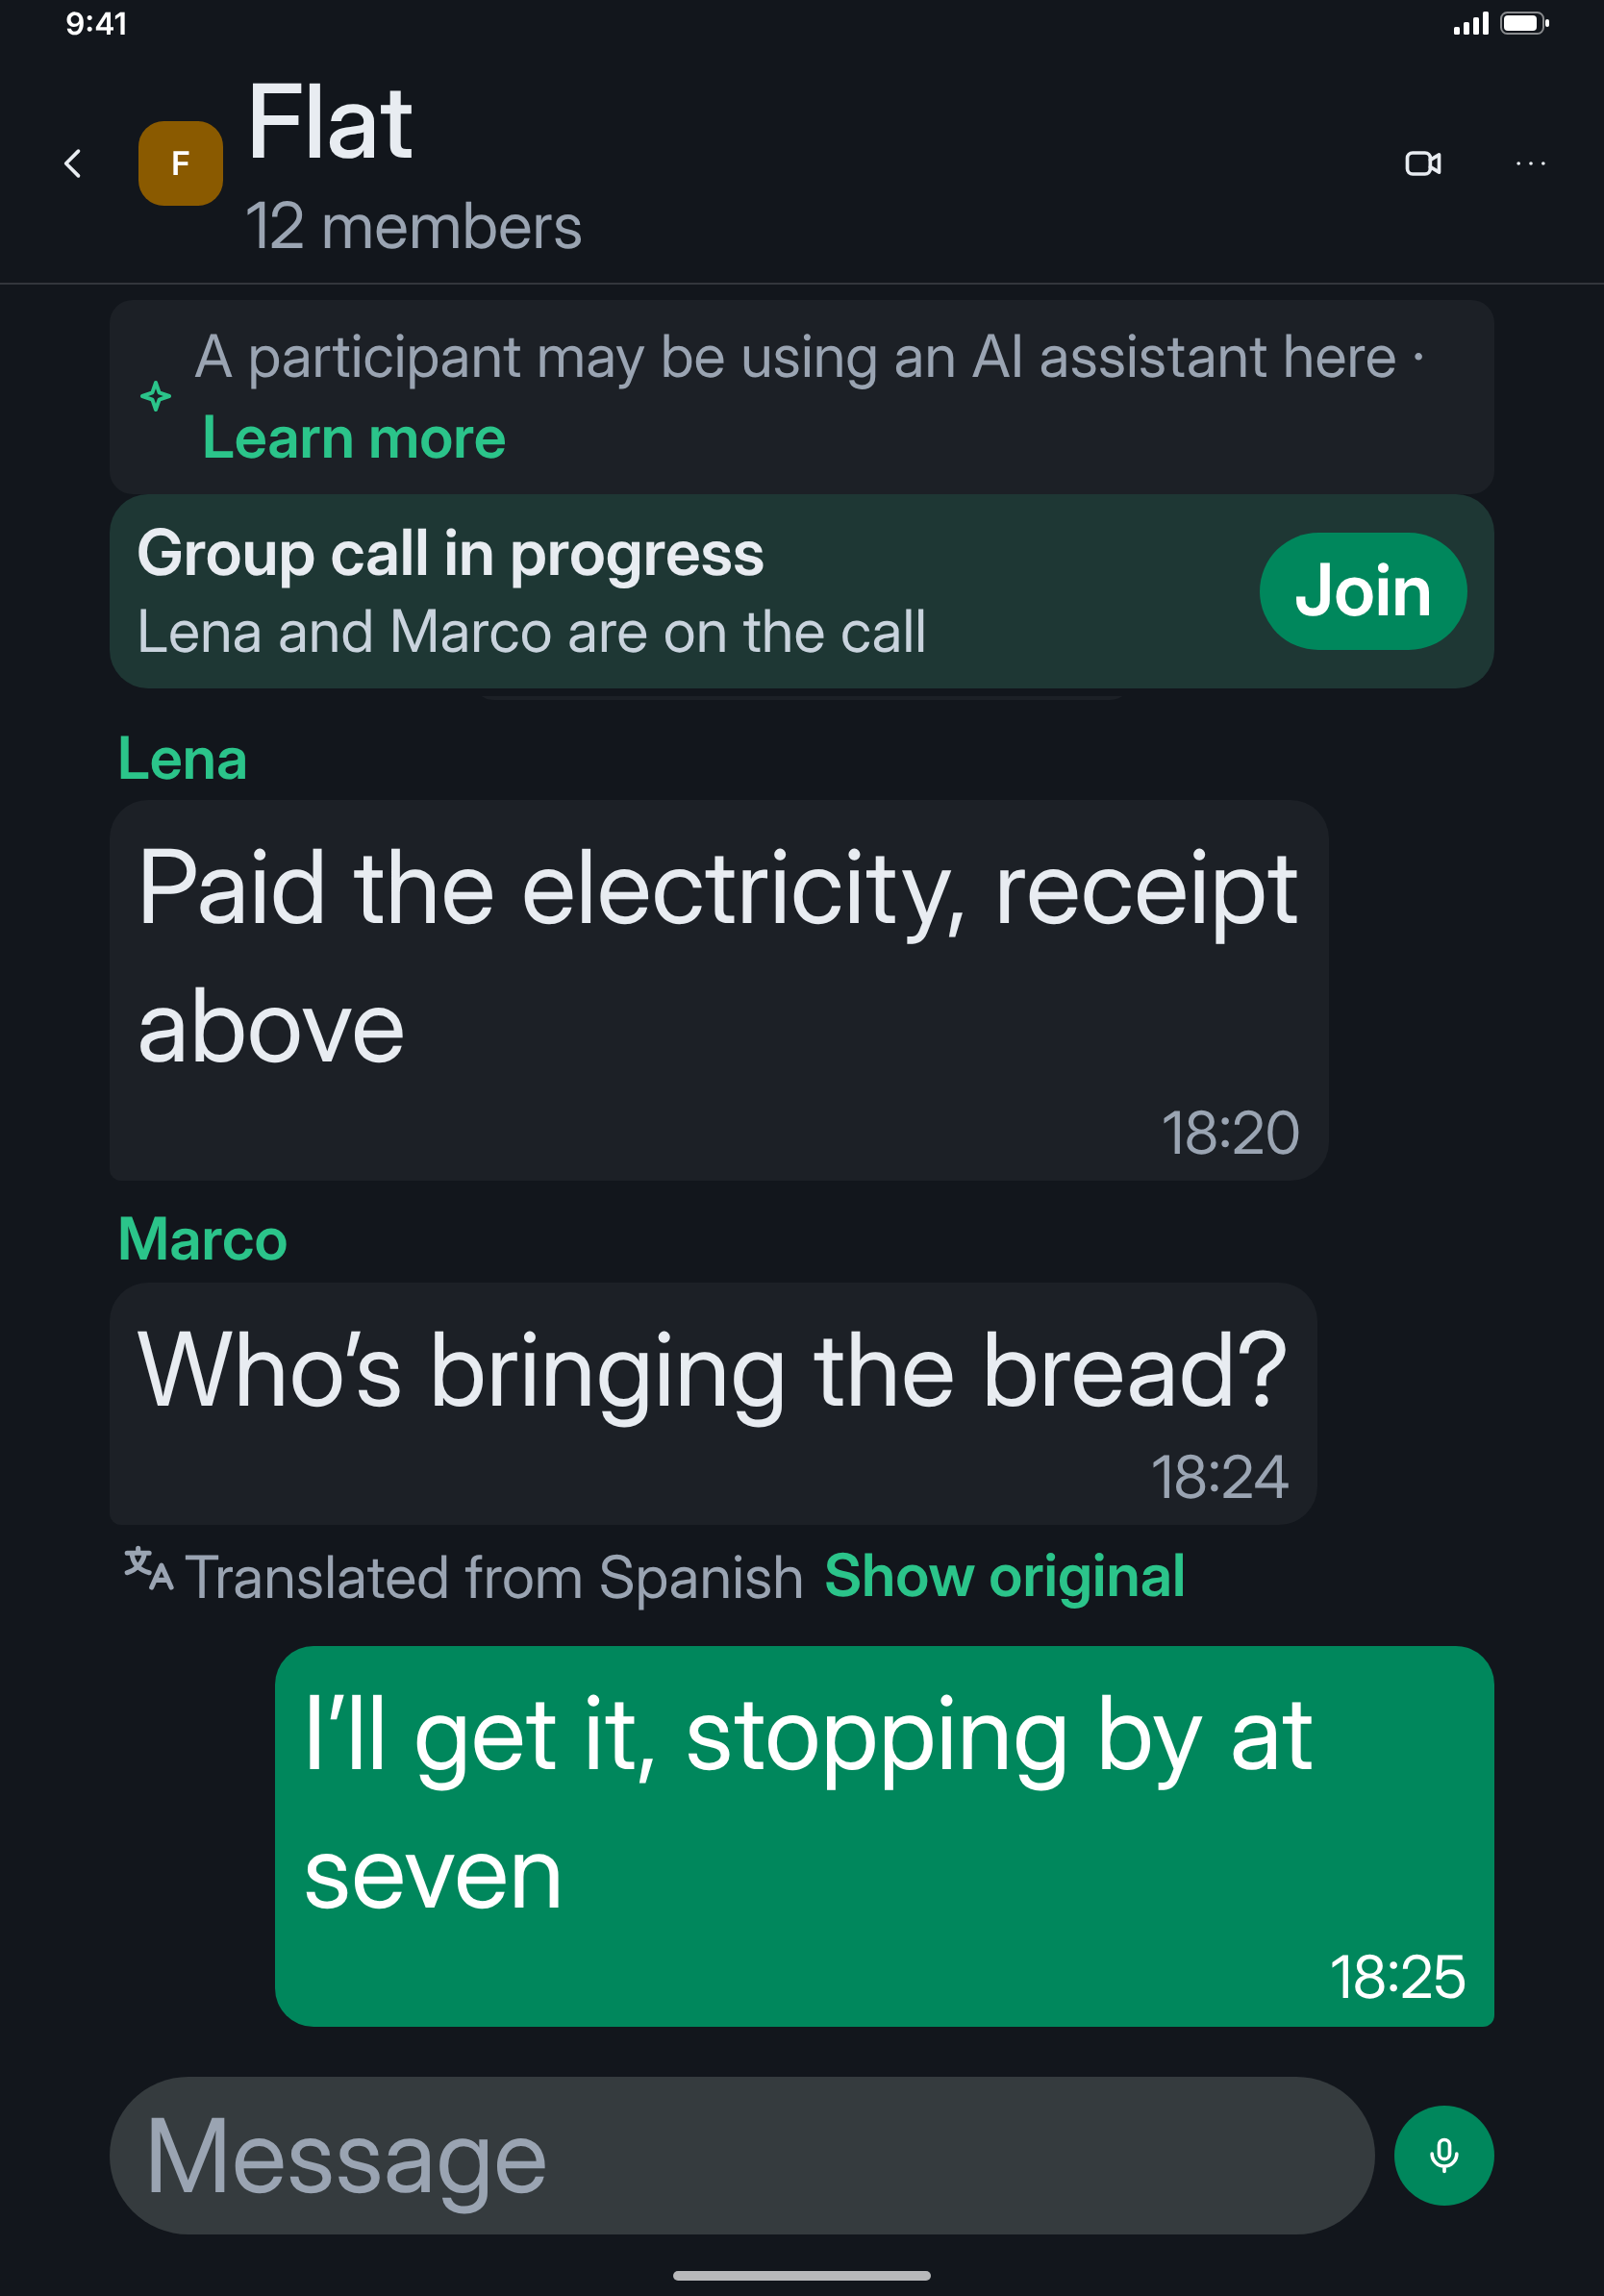 9:41
F
Flat
12 members
A participant may be using an AI assistant here ·
Learn more
Group call in progress
Lena and Marco are on the call
Join
Lena
Paid the electricity, receipt
above
18:20
Marco
Who’s bringing the bread?
18:24
Translated from Spanish Show original
I’ll get it, stopping by at
seven
18:25
Message